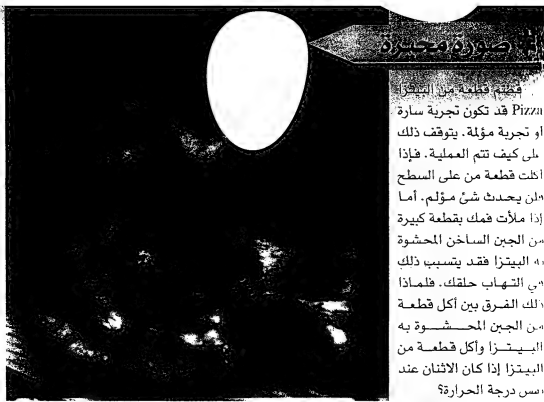 صورة محيرة
قضم قطعة من البيتزا
Pizza قد تكون تجربة سارة
أو تجربة مؤلمة. يتوقف ذلك
على كيف تتم العملية. فإذا
أكلت قطعة من على السطح
فلن يحدث شئ مؤلم. أما
إذا ملأت فمك بقطعة كبيرة
من الجبن الساخن المحشوة
به البيتزا فقد يتسبب ذلك
في التهاب حلقك. فلماذا
ذلك الفرق بين أكل قطعة
من الجبن المحشوة به
البيتزا وأكل قطعة من
البيتزا إذا كان الاثنان عند
نفس درجة الحرارة؟